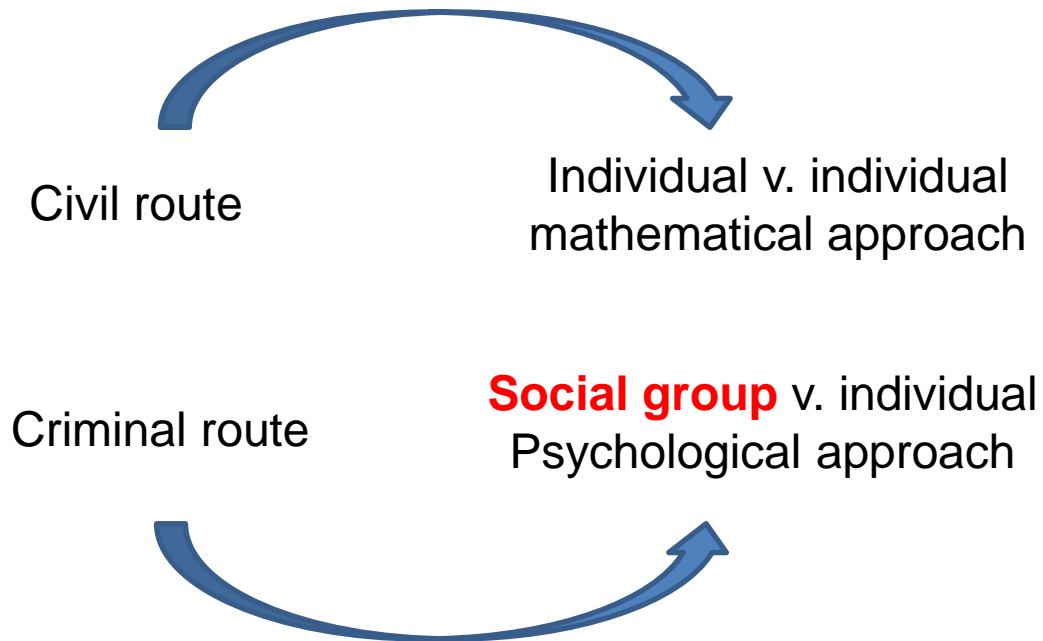 Civil route
Individual v. individual
mathematical approach
Criminal route
Social group v. individual
Psychological approach